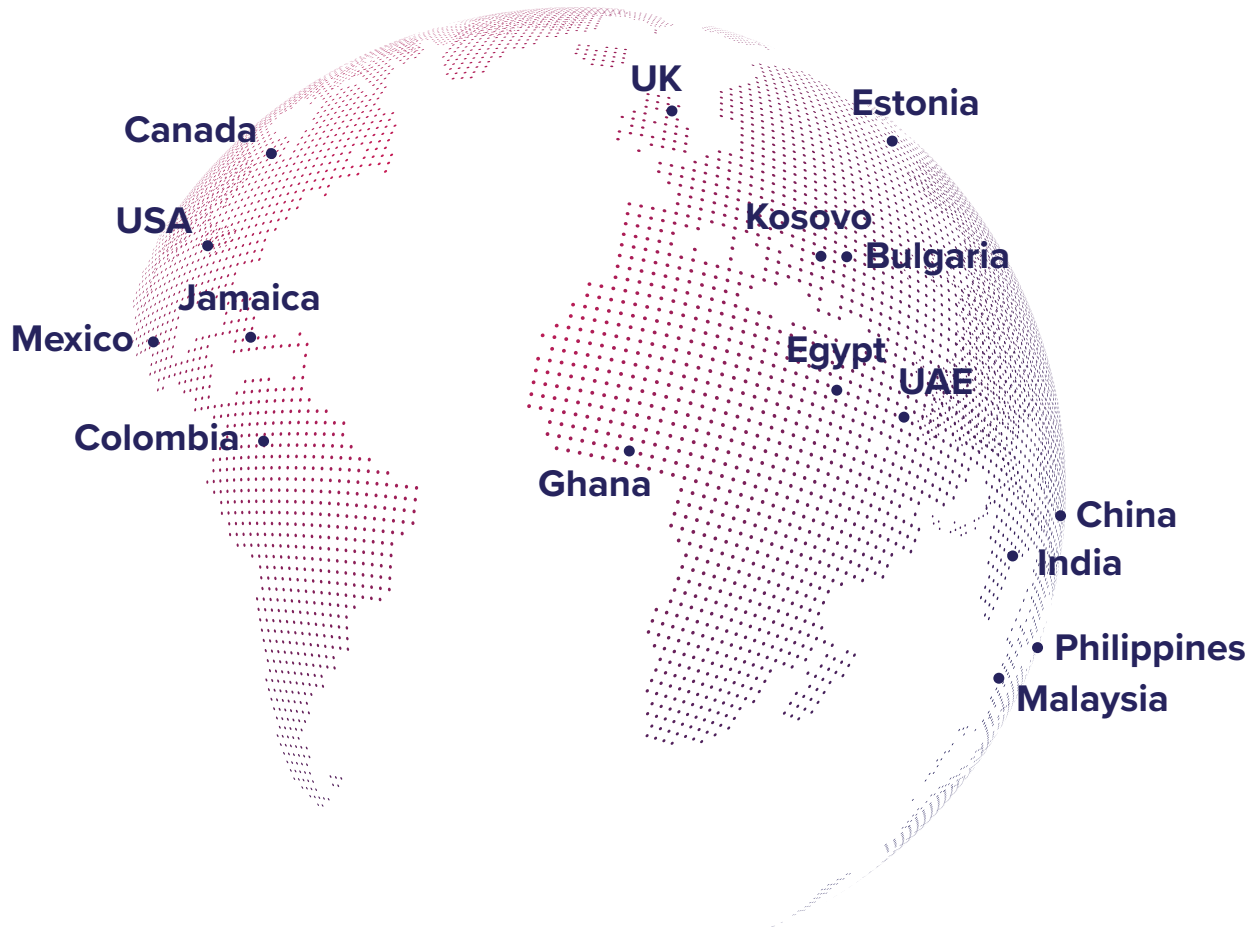 UK
Estonia
Canada
USA
Kosovo
Bulgaria
Jamaica
Mexico
Egypt
UAE
Colombia
Ghana
China
India
Philippines
Malaysia